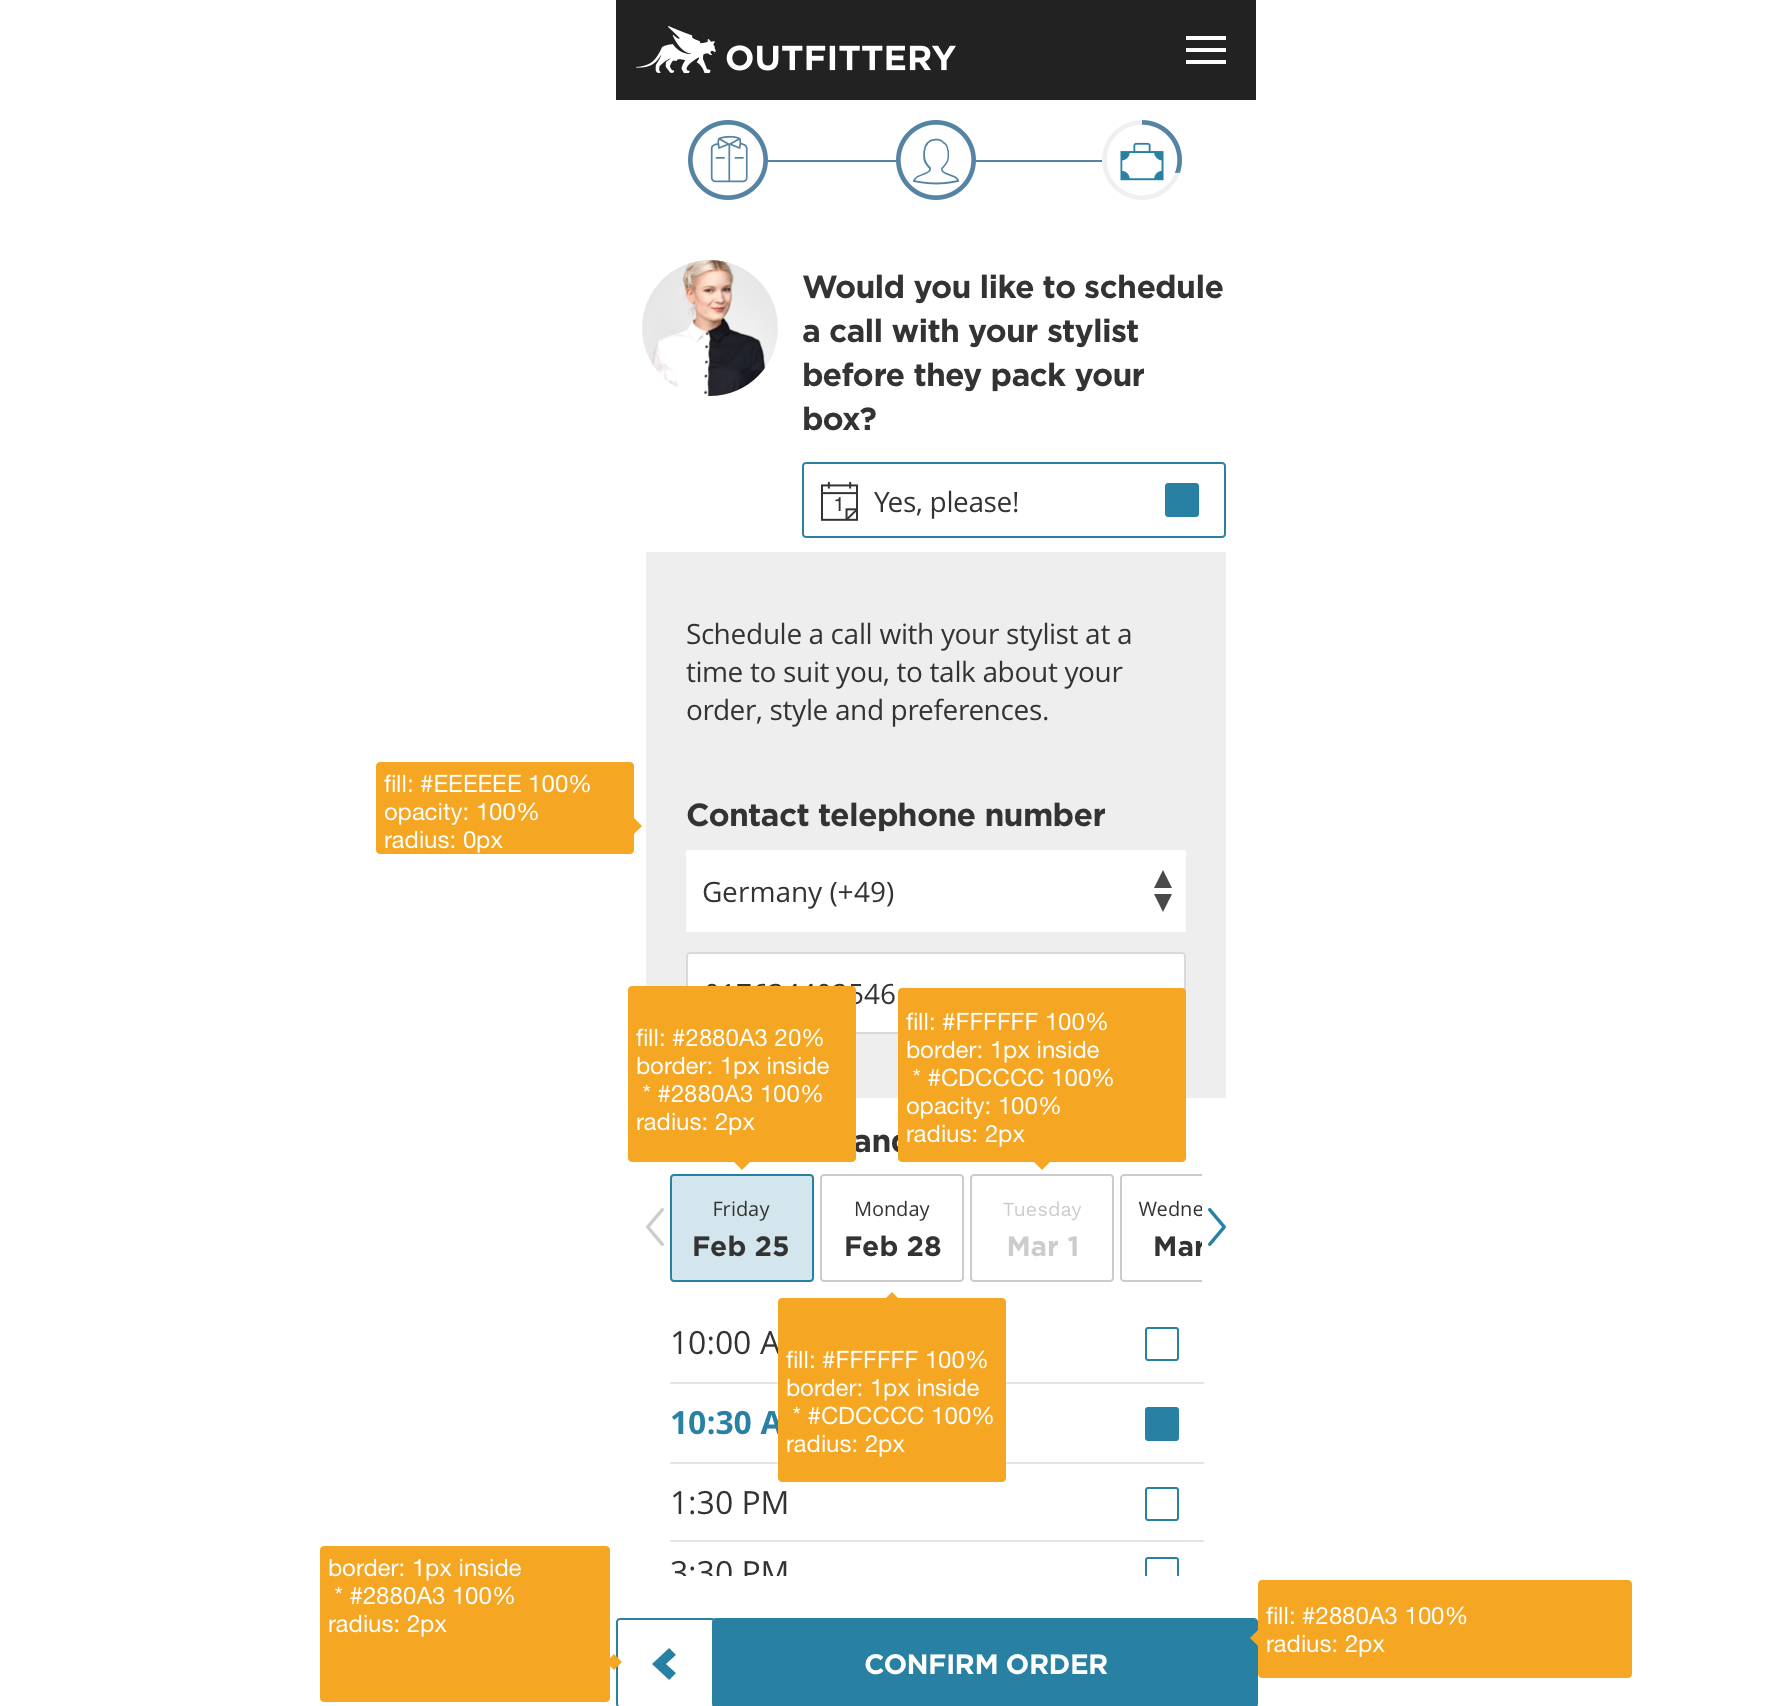 OUTFITTERY
Would you like to schedule
a call with your stylist
before they pack your
box?
1 Yes, please!
Schedule a call with your stylist at a
time to suit you, to talk about your
order, style and preferences.
fill: #EEEEEE 100%
opacity: 100%
radius: 0px
Contact telephone number
Germany (+49)
546
fill: #2880A3 20%
border: 1px inside
* #2880A3 100%
radius: 2px
fill: #FFFFFF 100%
border: 1px inside
* #CDCCCC 100%
opacity: 100%
radius: 2px
Friday
Feb 25
Monday
Feb 28
Tuesday
Mar 1
Wedne
Mar
10:00 A
10:30 A
fill: #FFFFFF 100%
border: 1px inside
* #CDCCCC 100%
radius: 2px
1:30 PM
3:30 PM
border: 1px inside
* #2880A3 100%
radius: 2px
CONFIRM ORDER
fill: #2880A3 100%
radius: 2px